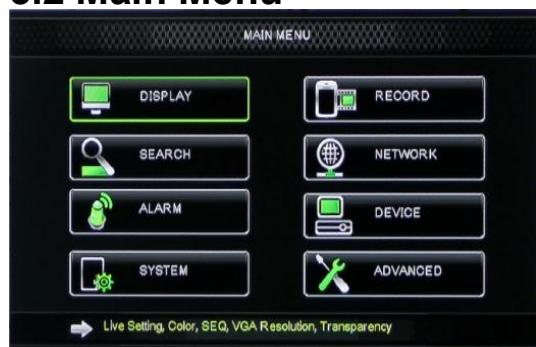 5.2 Main Menu
MAIN MENU
DISPLAY
RECORD
SEARCH
NETWORK
ALARM
DEVICE
SYSTEM
ADVANCED
Live Setting, Color, SEQ, VGA Resolution, Transparency